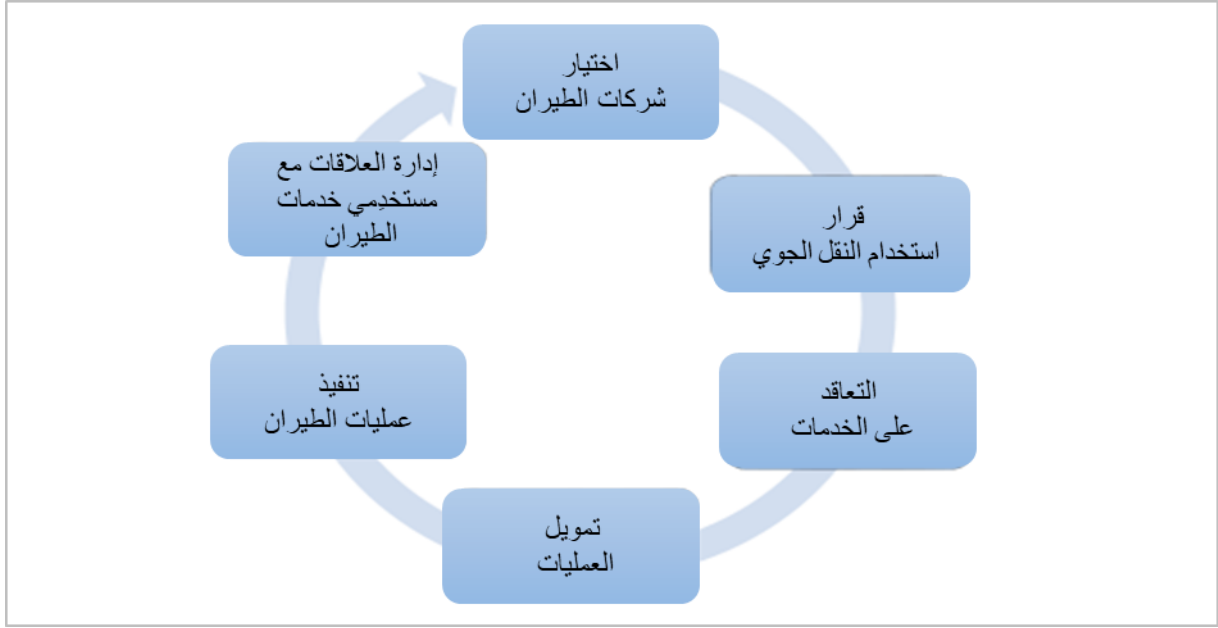 اختيار
شركات الطيران
قرار
استخدام النقل الجوي
التعاقد
على الخدمات
تمويل
العمليات
تنفيذ
عمليات الطيران
إدارة العلاقات مع
مستخدِمي خدمات
الطيران